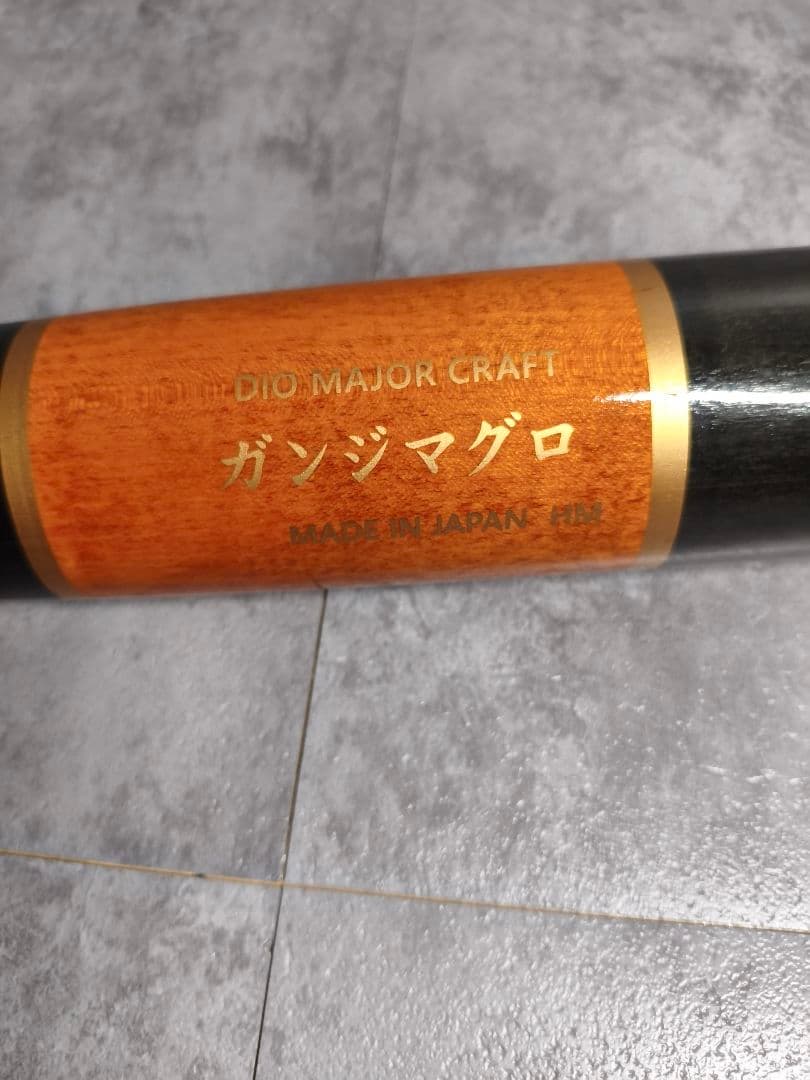 DIO MAJOR CRAFT
ガンジマグロ
MADE IN JAPAN HM